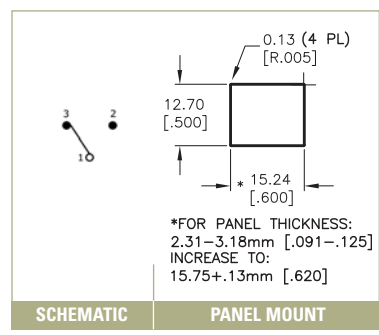 0.13 (4 PL)
[R.005]
12.70
[.500]
3
2
1
* 15.24
[.600]
*FOR PANEL THICKNESS:
2.31–3.18mm [.091–.125]
INCREASE TO:
15.75+.13mm [.620]
SCHEMATIC
PANEL MOUNT